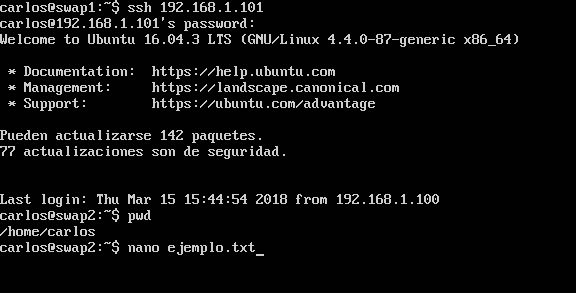 carlos@swap1:~$ ssh 192.168.1.101
carlos@192.168.1.101's password:
Welcome to Ubuntu 16.04.3 LTS (GNU/Linux 4.4.0-87-generic x86_64)
* Documentation:  https://help.ubuntu.com
* Management:     https://landscape.canonical.com
* Support:        https://ubuntu.com/advantage
Pueden actualizarse 142 paquetes.
77 actualizaciones son de seguridad.
Last login: Thu Mar 15 15:44:54 2018 from 192.168.1.100
carlos@swap2:~$ pwd
/home/carlos
carlos@swap2:~$ nano ejemplo.txt_